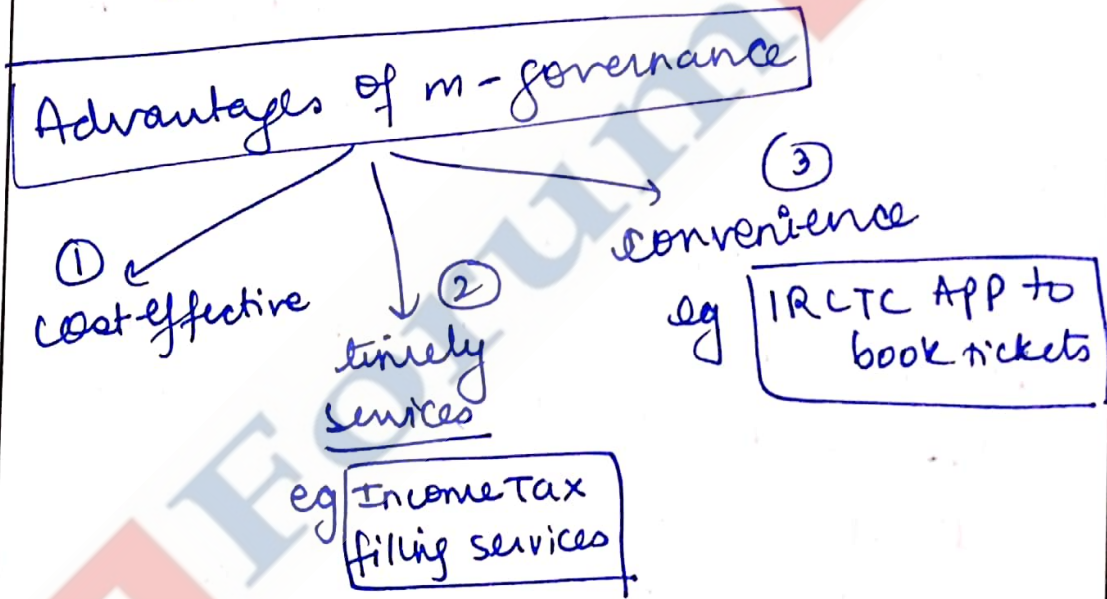 Advantages of m-governance
①
cost-effective
②
timely
services
eg Income Tax
filling services
③
convenience
eg IRCTC APP to
book tickets
Forum